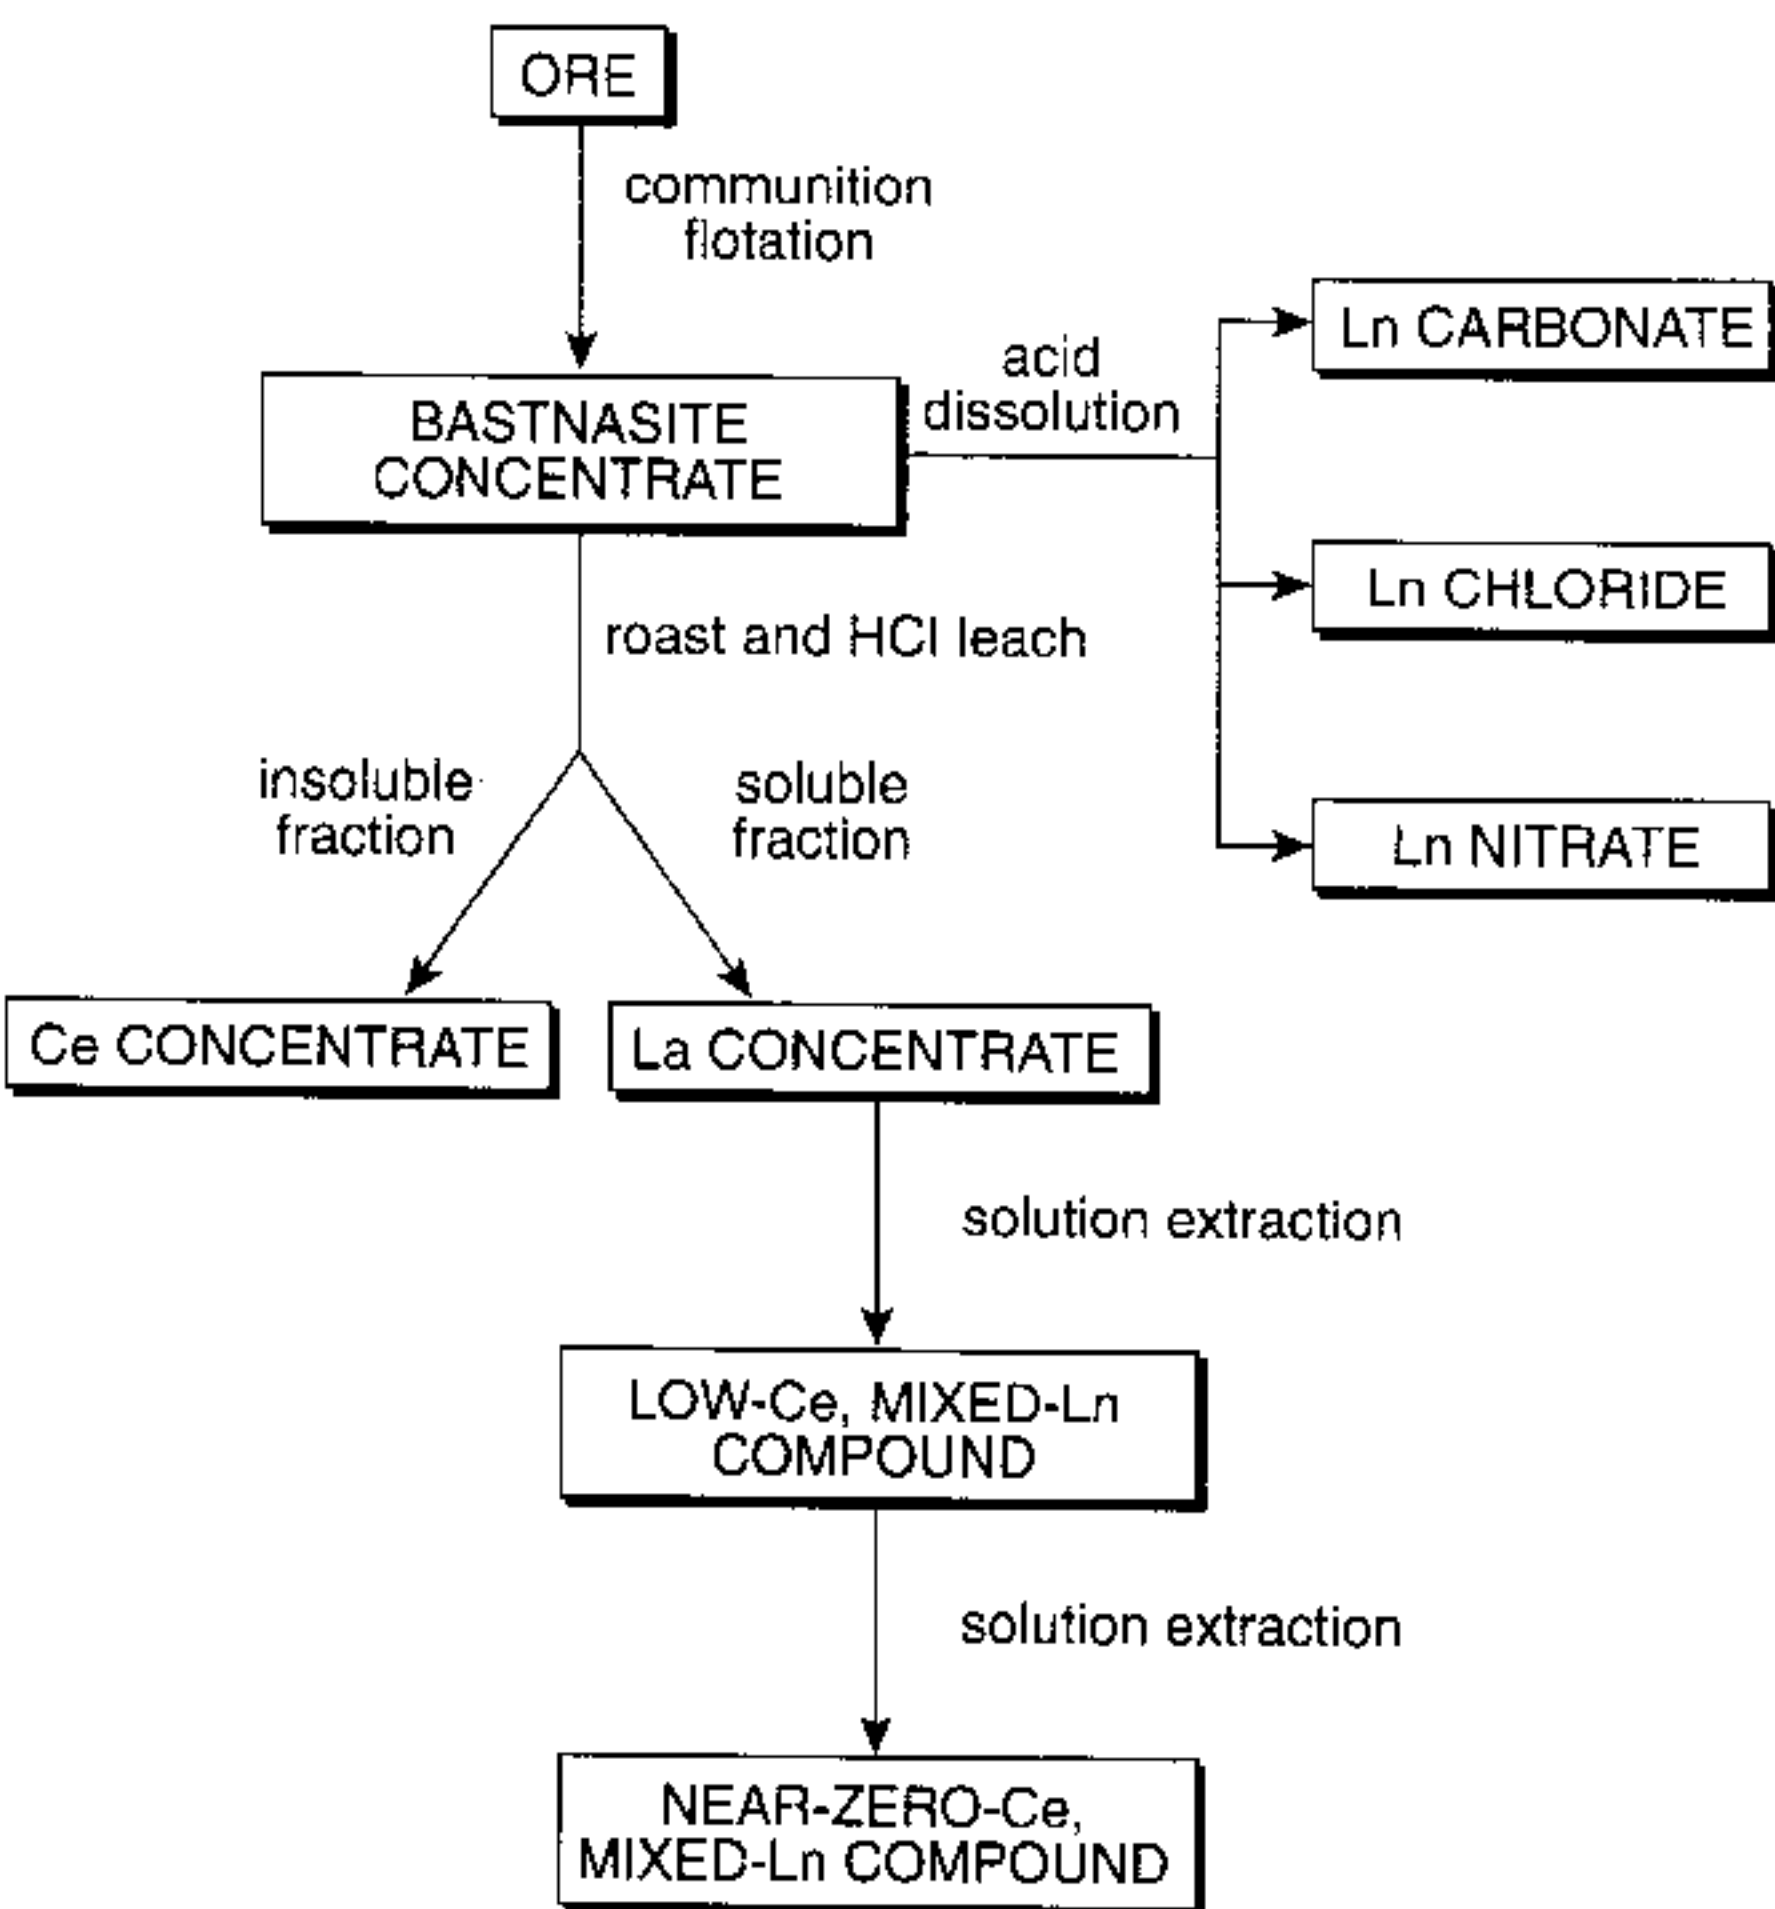 ORE
communition
flotation
BASTNASITE
CONCENTRATE
acid
dissolution
Ln CARBONATE
Ln CHLORIDE
Ln NITRATE
roast and HCl leach
insoluble
fraction
soluble
fraction
Ce CONCENTRATE
La CONCENTRATE
solution extraction
LOW-Ce, MIXED-Ln
COMPOUND
solution extraction
NEAR-ZERO-Ce,
MIXED-Ln COMPOUND